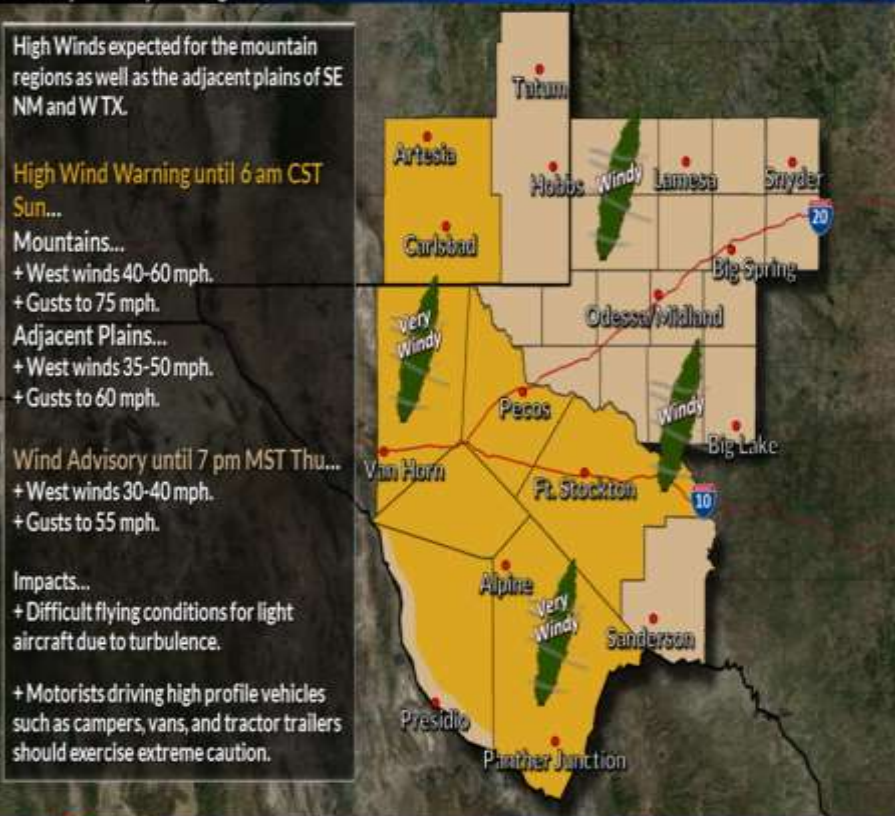 High Winds expected for the mountain
regions as well as the adjacent plains of SE
NM and W TX.
High Wind Warning until 6 am CST
Sun...
Mountains...
+ West winds 40-60 mph.
+ Gusts to 75 mph.
Adjacent Plains...
+ West winds 35-50 mph.
+ Gusts to 60 mph.
Wind Advisory until 7 pm MST Thu...
+ West winds 30-40 mph.
+ Gusts to 55 mph.
Impacts...
+ Difficult flying conditions for light
aircraft due to turbulence.
+ Motorists driving high profile vehicles
such as campers, vans, and tractor trailers
should exercise extreme caution.
Tatum
Artesia
Hobbs
Windy
Lamesa
Snyder
Carlsbad
20
Big Spring
Odessa/Midland
Very
Windy
Pecos
Windy
Big Lake
Van Horn
Ft. Stockton
10
Alpine
Very
Windy
Sanderson
Presidio
Panther Junction